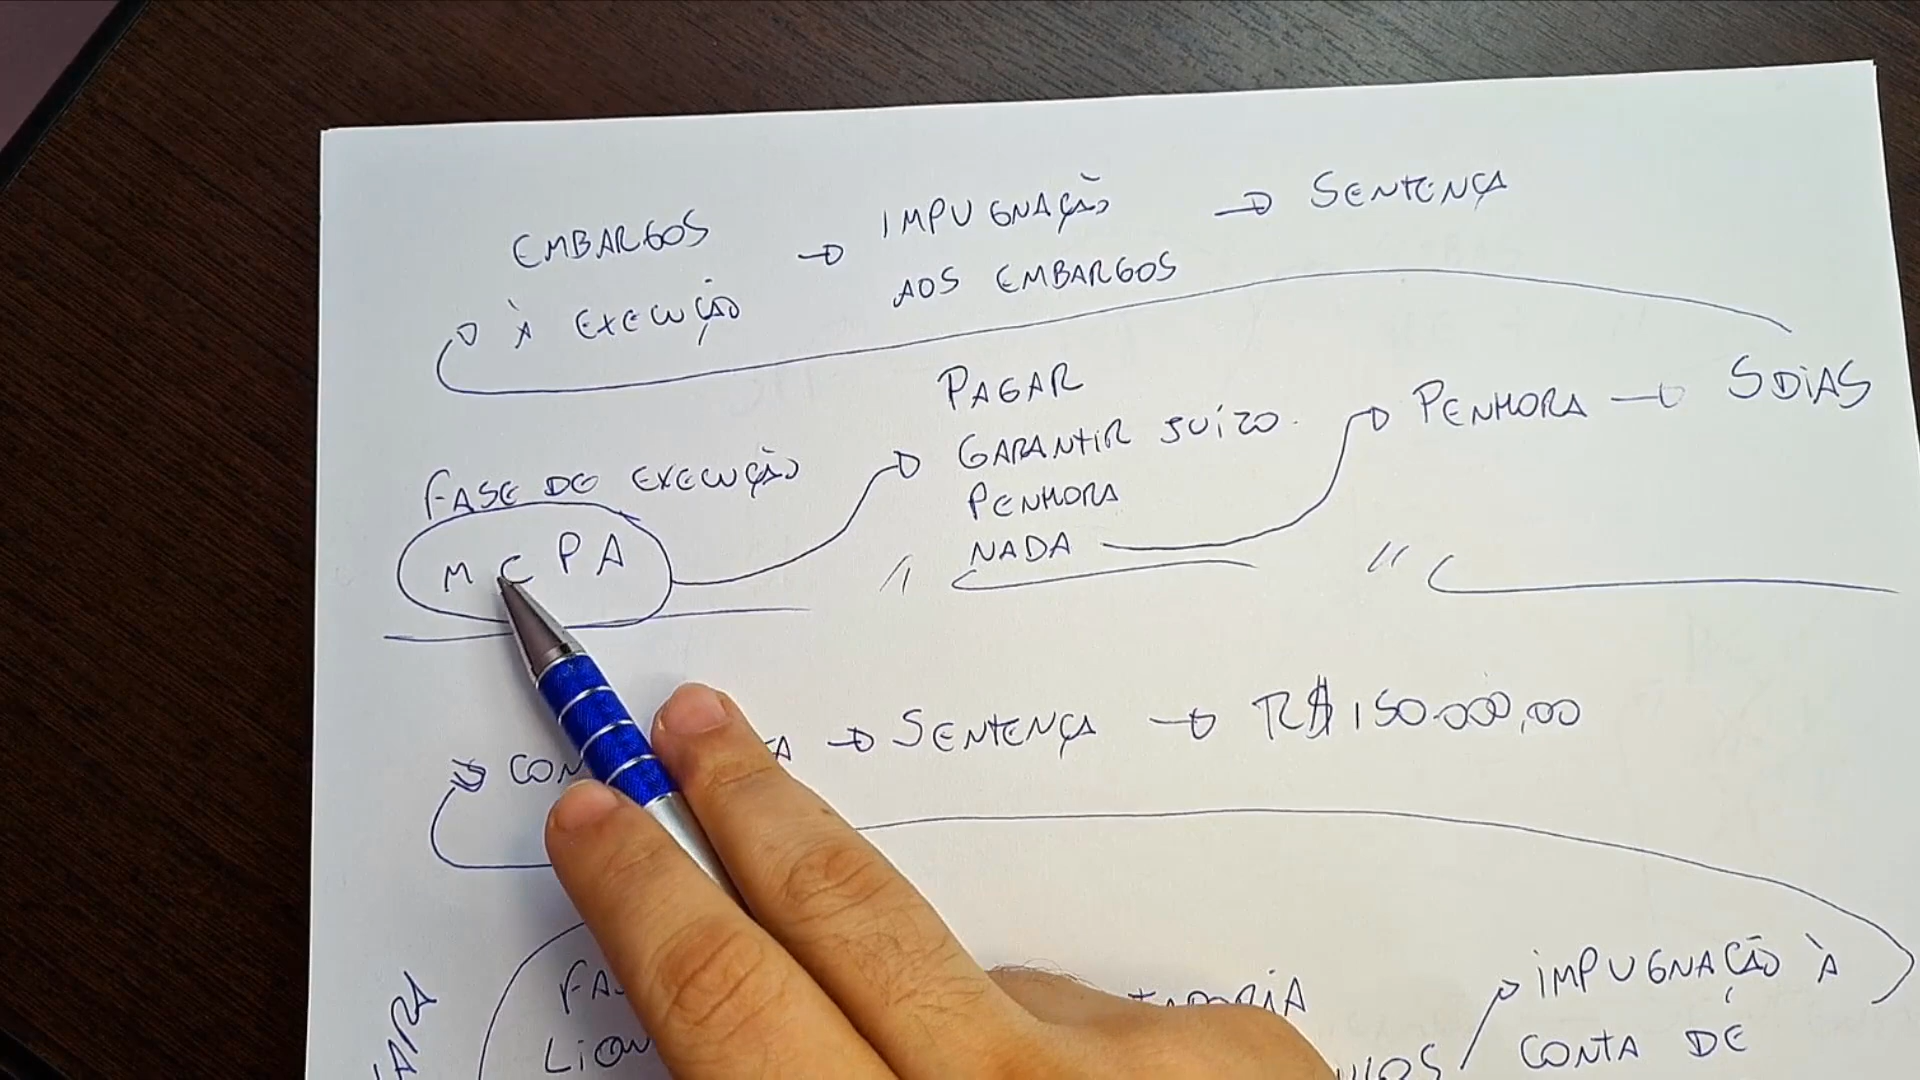 EMBARGOS
À EXECUÇÃO
IMPUGNAÇÃO
AOS EMBARGOS
SENTENÇA
FASE DE EXECUÇÃO
M C P A
PAGAR
GARANTIR JUÍZO.
PENHORA
NADA
PENHORA
5 DIAS
SENTENÇA
R$ 150.000,00
IMPUGNAÇÃO À
CONTA DE